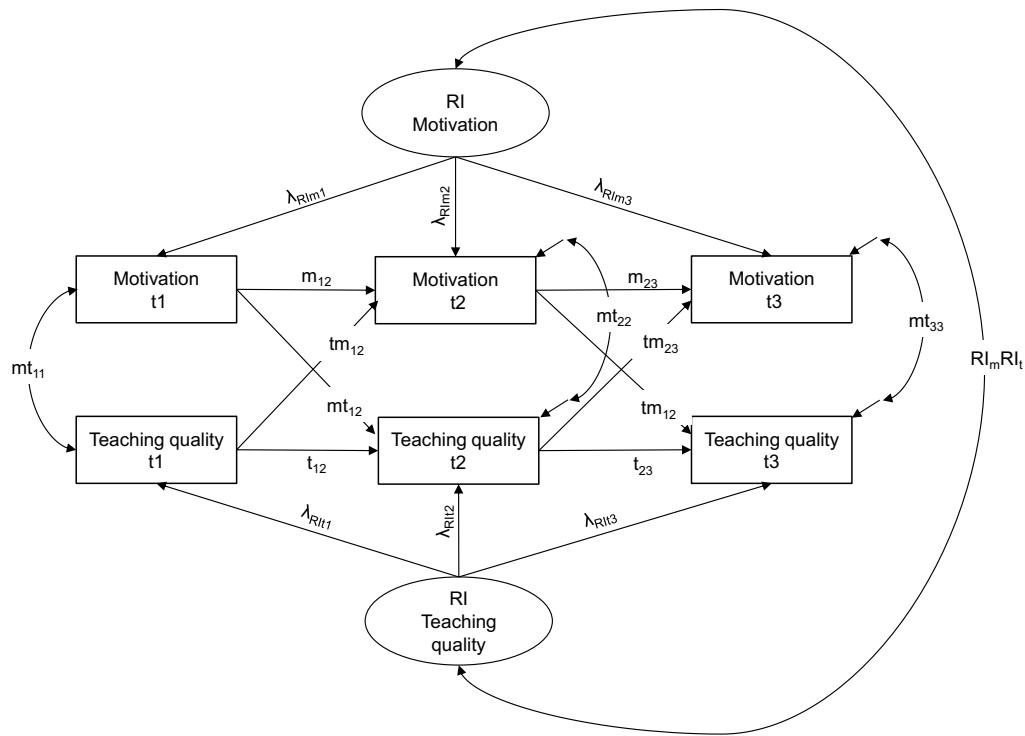 RI
Motivation
λRIm1
λRIm2
λRIm3
Motivation
t1
m12
Motivation
t2
m23
Motivation
t3
mt11
tm12
mt22
tm23
mt33
RImRIt
mt12
tm12
Teaching quality
t1
t12
Teaching quality
t2
t23
Teaching quality
t3
λRIt1
λRIt2
λRIt3
RI
Teaching
quality